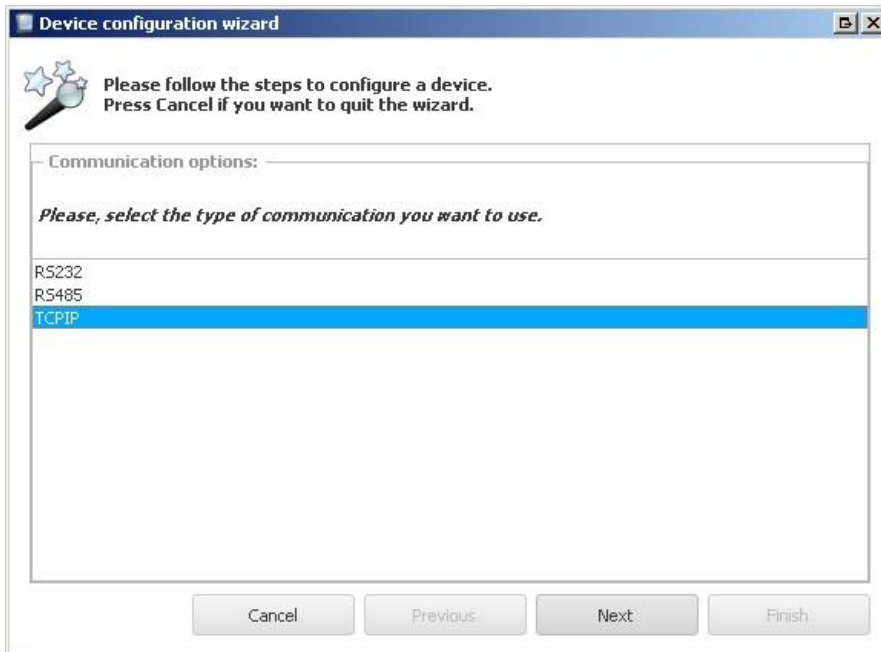 Device configuration wizard
Please follow the steps to configure a device.
Press Cancel if you want to quit the wizard.
Communication options:
Please, select the type of communication you want to use.
RS232
RS485
TCPIP
Cancel
Previous
Next
Finish